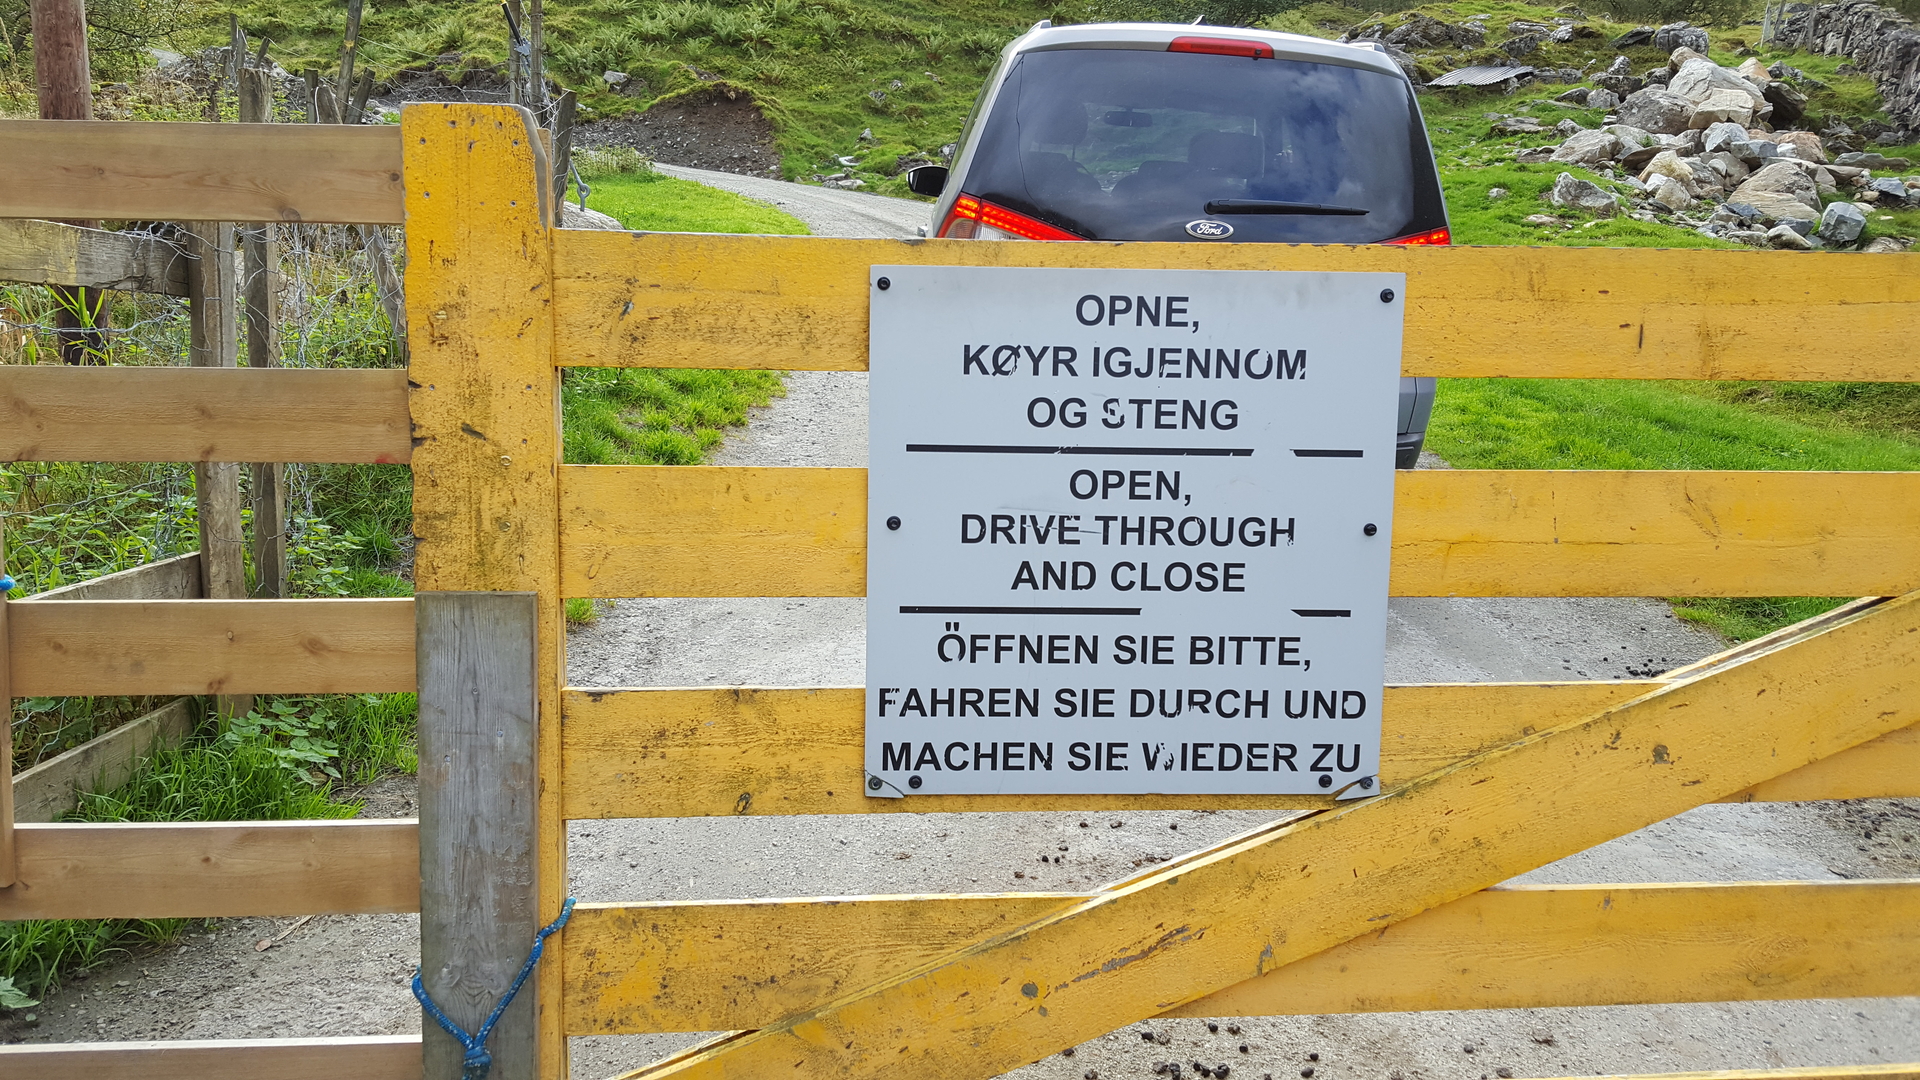 Ford
OPNE,
KØYR IGJENNOM
OG STENG
OPEN,
DRIVE THROUGH
AND CLOSE
ÖFFNEN SIE BITTE,
FAHREN SIE DURCH UND
MACHEN SIE WIEDER ZU